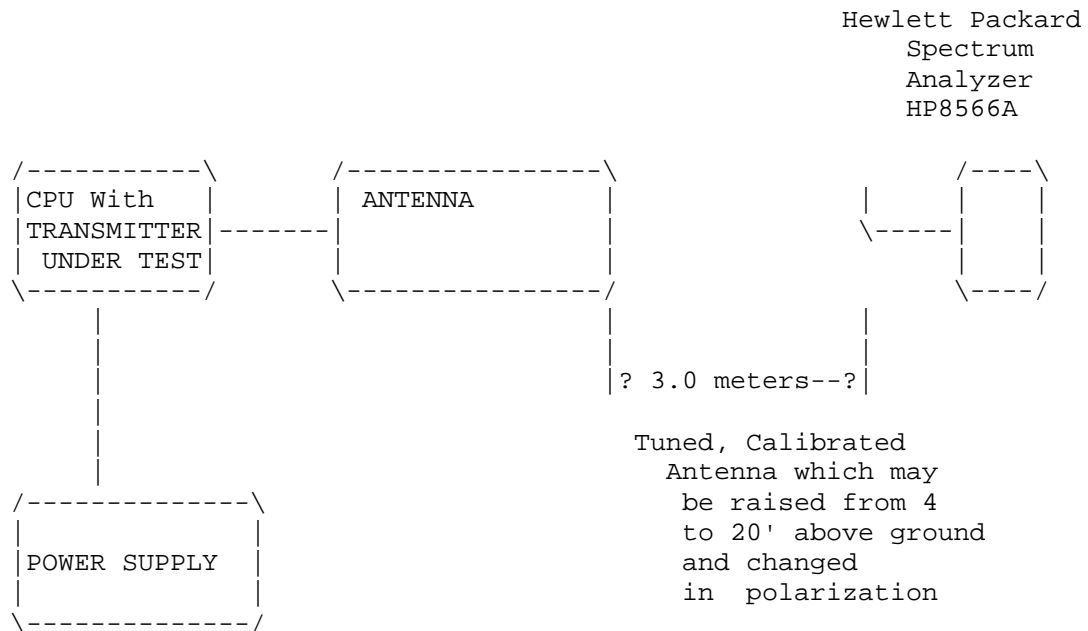 Hewlett Packard
Spectrum
Analyzer
HP8566A
CPU With
TRANSMITTER
UNDER TEST
ANTENNA
? 3.0 meters--?
Tuned, Calibrated
Antenna which may
be raised from 4
to 20' above ground
and changed
in polarization
POWER SUPPLY